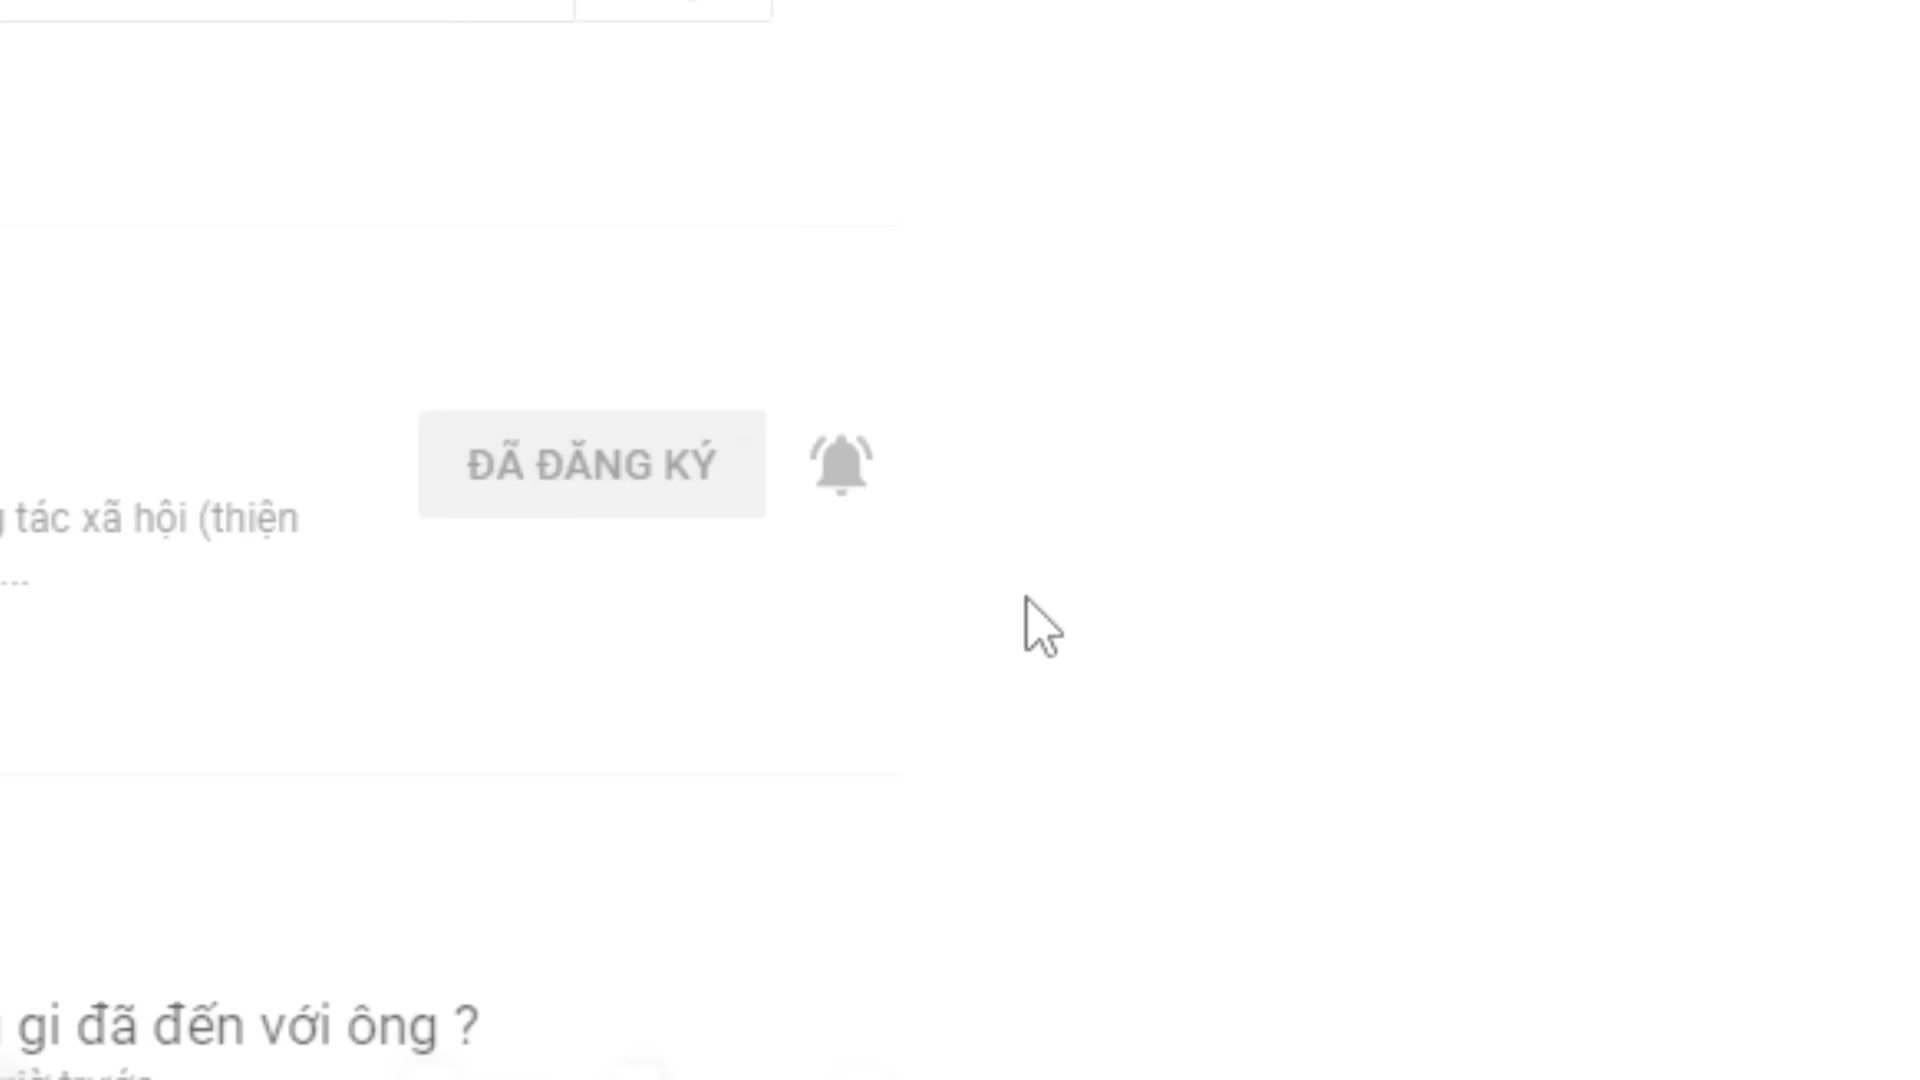 ĐÃ ĐĂNG KÝ
tác xã hội (thiện
...
gi đã đến với ông ?